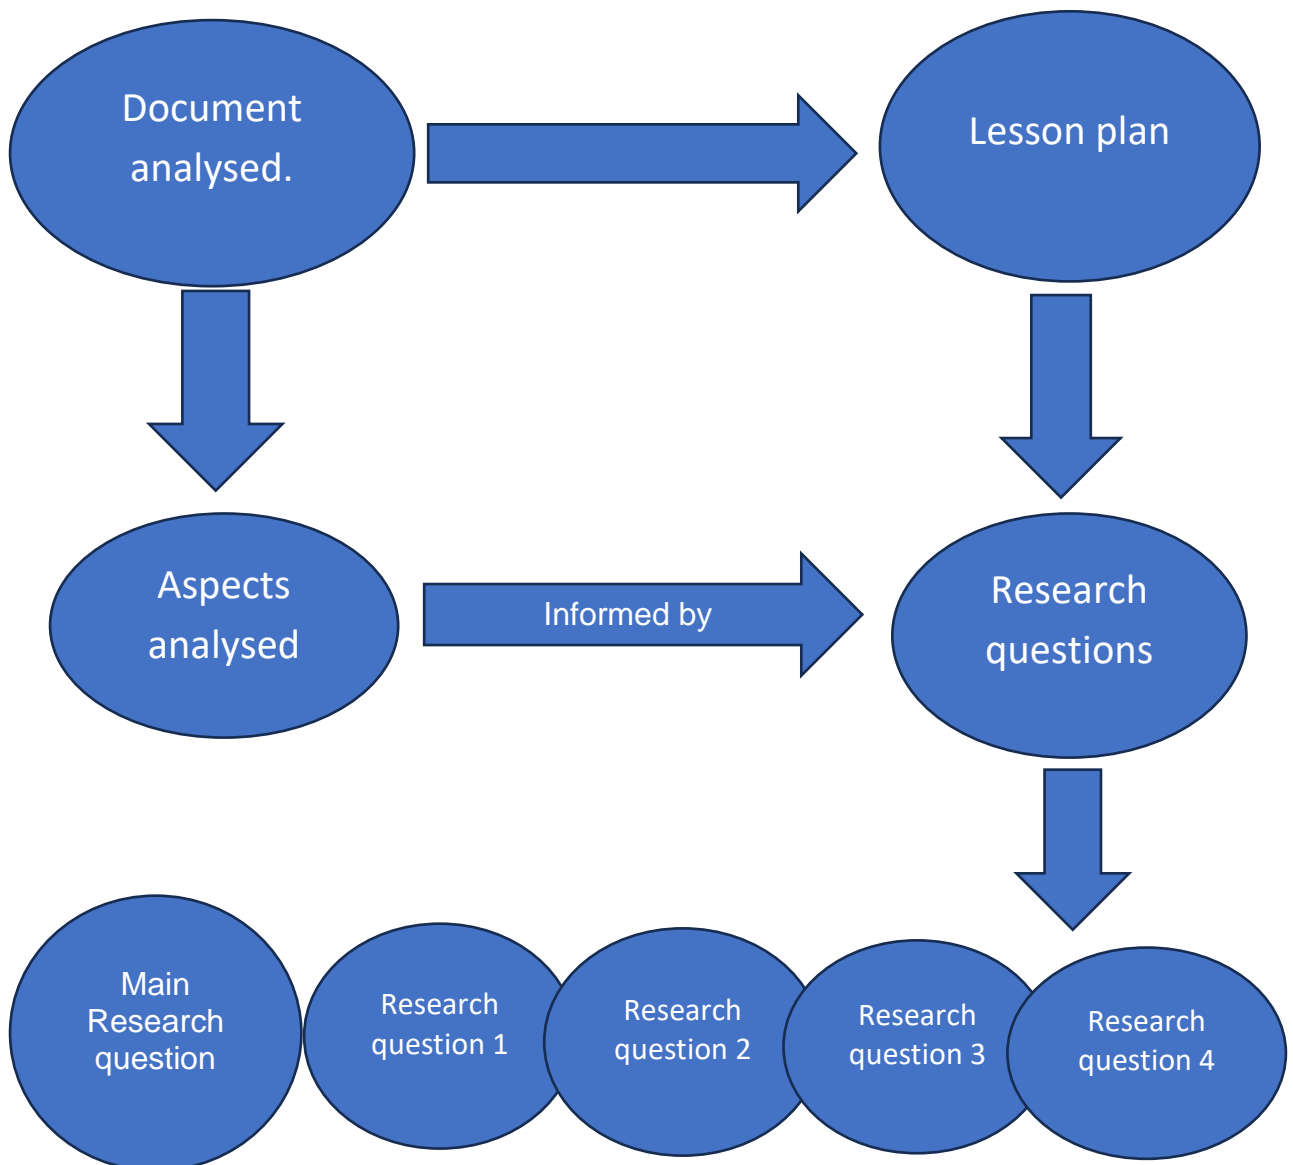 Document
analysed.
Lesson plan
Aspects
analysed
Informed by
Research
questions
Main
Research
question
Research
question 1
Research
question 2
Research
question 3
Research
question 4